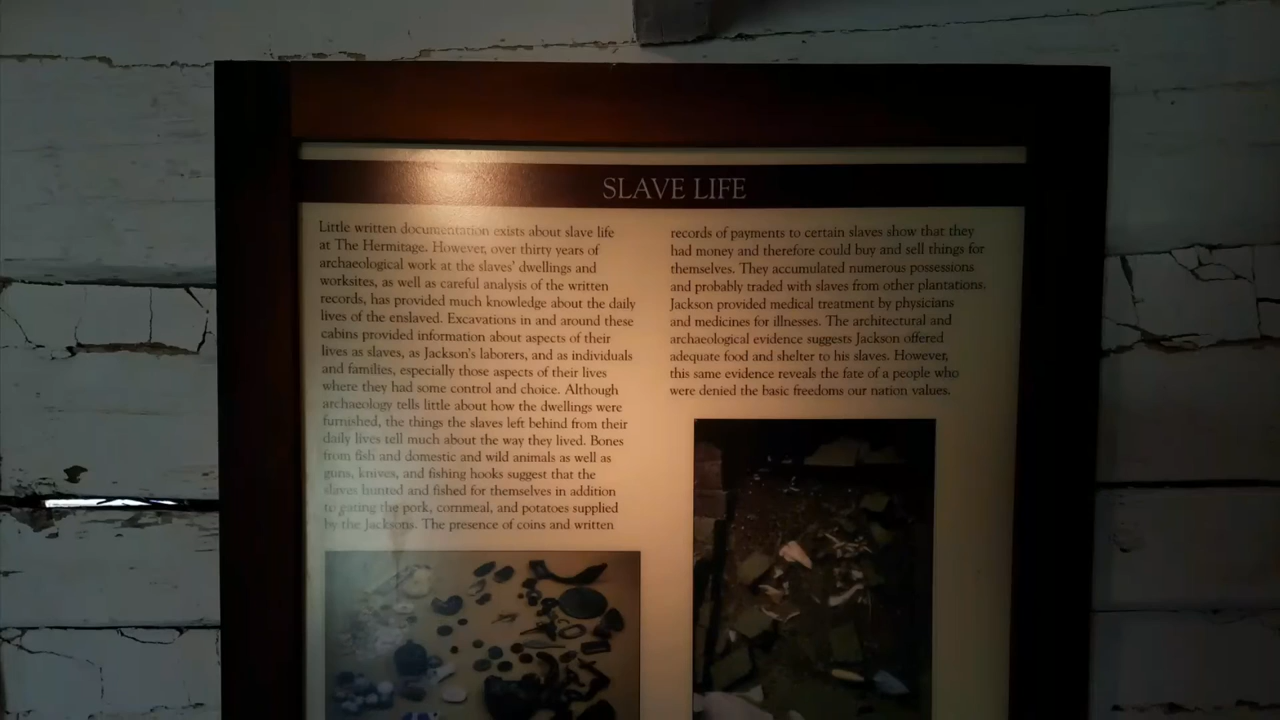 SLAVE LIFE
Little written documentation exists about slave life
at The Hermitage. However, over thirty years of
archaeological work at the slaves' dwellings and
worksites, as well as careful analysis of the written
records, has provided much knowledge about the daily
lives of the enslaved. Excavations in and around these
cabins provided information about aspects of their
lives as slaves, as Jackson's laborers, and as individuals
and families, especially those aspects of their lives
where they had some control and choice. Although
archaeology tells little about how the dwellings were
furnished, the things the slaves left behind from their
daily lives tell much about the way they lived. Bones
from fish and domestic and wild animals as well as
guns, knives, and fishing hooks suggest that the
slaves hunted and fished for themselves in addition
to eating the pork, cornmeal, and potatoes supplied
by the Jacksons. The presence of coins and written
records of payments to certain slaves show that they
had money and therefore could buy and sell things for
themselves. They accumulated numerous possessions
and probably traded with slaves from other plantations.
Jackson provided medical treatment by physicians
and medicines for illnesses. The architectural and
archaeological evidence suggests Jackson offered
adequate food and shelter to his slaves. However,
this same evidence reveals the fate of a people who
were denied the basic freedoms our nation values.